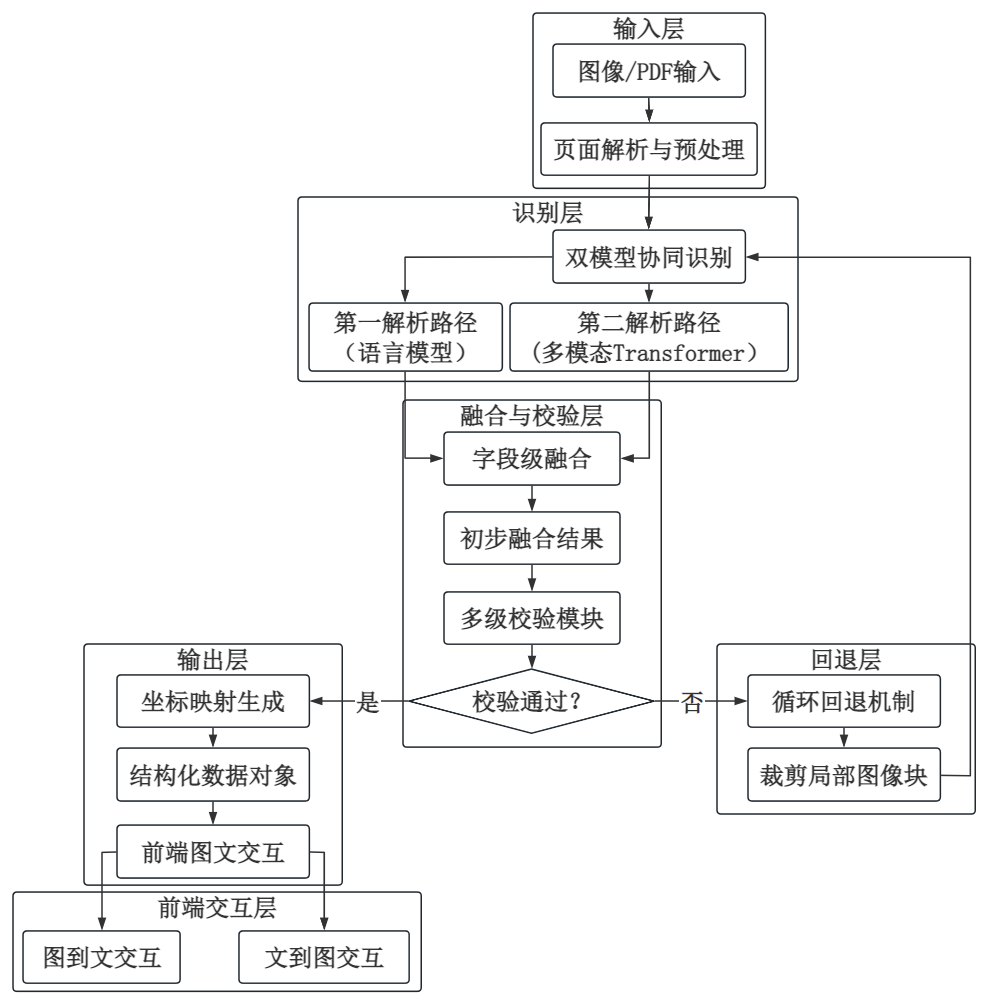 输入层
图像/PDF输入
页面解析与预处理
识别层
双模型协同识别
第一解析路径
（语言模型）
第二解析路径
(多模态Transformer）
融合与校验层
字段级融合
初步融合结果
多级校验模块
校验通过?
是
否
输出层
坐标映射生成
结构化数据对象
前端图文交互
回退层
循环回退机制
裁剪局部图像块
前端交互层
图到文交互
文到图交互